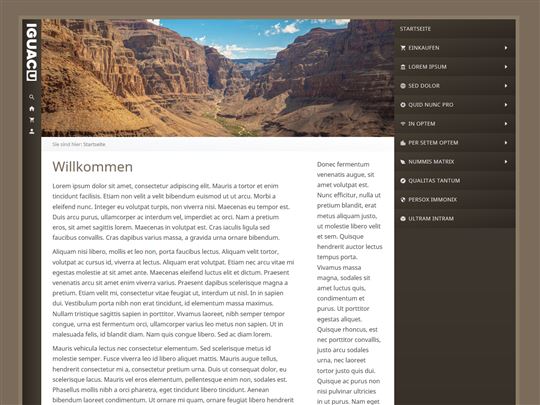 IGUACU
STARTSEITE
EINKAUFEN
LOREM IPSUM
SED DOLOR
QUID NUNC PRO
IN OPTEM
PER SETEM OPTEM
NUMMIS MATRIX
QUALITAS TANTUM
PERSOX IMMONIX
ULTRAM INTRAM
Sie sind hier: Startseite
Willkommen
Lorem ipsum dolor sit amet, consectetur adipiscing elit. Mauris a tortor et enim
tincidunt facilisis. Etiam non velit a velit bibendum euismod ut ut arcu. Morbi a
eleifend nunc. Integer eu volutpat turpis, non viverra nisi. Maecenas eu tempor est.
Duis arcu purus, ullamcorper ac interdum vel, imperdiet ac orci. Nam a pretium
eros, sit amet sagittis lorem. Maecenas in volutpat est. Cras iaculis ligula sed
faucibus convallis. Cras dapibus varius massa, a gravida urna ornare bibendum.
Aliquam nisi libero, mollis et leo non, porta faucibus lectus. Aliquam velit tortor,
volutpat ac cursus id, viverra at lectus. Aliquam erat volutpat. Etiam nec arcu vitae mi
egestas molestie at sit amet ante. Maecenas eleifend luctus elit et dictum. Praesent
venenatis arcu sit amet enim viverra varius. Praesent dapibus scelerisque magna a
pretium. Etiam velit mi, consectetur vitae feugiat ut, interdum ut nisl. In in sapien
dui. Vestibulum porta nibh non erat tincidunt, id elementum massa maximus.
Nullam tristique sagittis sapien in porttitor. Vivamus laoreet, nibh semper tempor
congue, urna est fermentum orci, ullamcorper varius leo metus non sapien. Ut in
malesuada felis, id blandit diam. Nam quis congue libero. Sed ac diam lorem.
Mauris vehicula lectus nec consectetur elementum. Sed scelerisque metus id
molestie semper. Fusce viverra leo id libero aliquet mattis. Mauris augue tellus,
hendrerit consectetur mi a, consectetur pretium urna. Duis ut consequat dolor, eu
scelerisque lacus. Mauris vel eros elementum, pellentesque enim non, sodales est.
Phasellus mollis nibh a orci pharetra, eget tincidunt libero tincidunt. Aenean
bibendum laoreet condimentum. Ut ornare mi quam, ornare feugiat libero hendrerit
Donec fermentum
venenatis augue, sit
amet volutpat est.
Nunc efficitur, nulla ut
pretium blandit, erat
metus aliquam justo,
ut molestie libero velit
et sem. Quisque
hendrerit auctor lectus
tempus porta.
Vivamus massa
magna, sodales sit
amet luctus quis,
condimentum et
purus. Ut porttitor
egestas aliquet.
Quisque rhoncus, est
nec porttitor convallis,
justo arcu sodales
urna, nec laoreet
tortor justo quis dui.
Quisque ac purus non
nisi pulvinar ultricies
in ut purus. Nam eget